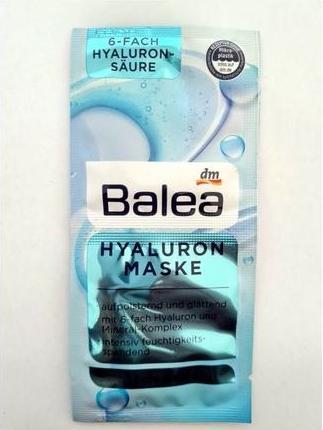 6-FACH
HYALURON-
SÄURE
dm
Balea
HYALURON
MASKE
aufpolsternd und glättend
mit 6-fach Hyaluron und
Mineral-Komplex
intensiv feuchtigkeits-
spendend